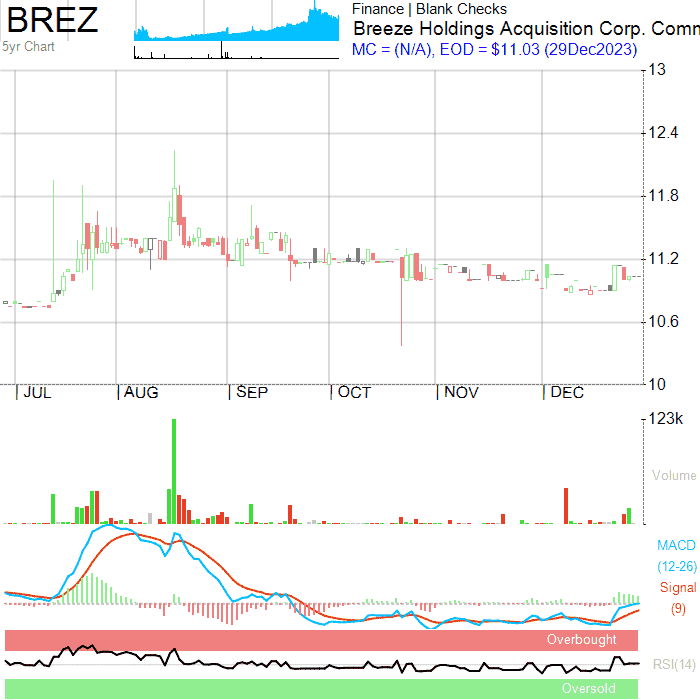 BREZ
5yr Chart
Finance | Blank Checks
Breeze Holdings Acquisition Corp. Comn
MC = (N/A), EOD = $11.03 (29Dec2023)
13
12.4
11.8
11.2
10.6
10
JUL AUG SEP OCT NOV DEC
123k
Volume
MACD
(12-26)
Signal
(9)
Overbought
RSI(14)
Oversold